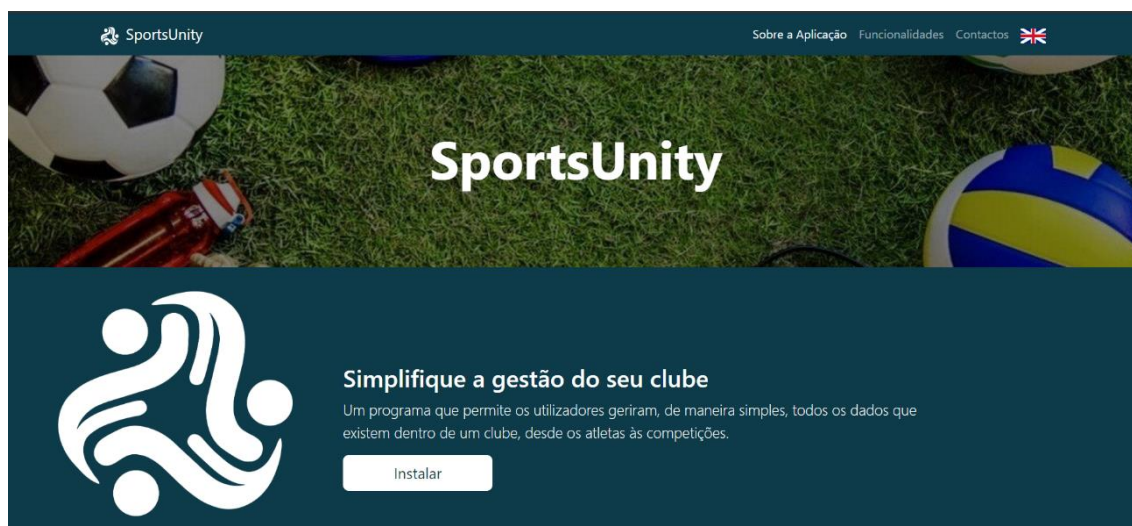 SportsUnity
Sobre a Aplicação Funcionalidades Contactos
SportsUnity
Simplifique a gestão do seu clube
Um programa que permite os utilizadores geriram, de maneira simples, todos os dados que
existem dentro de um clube, desde os atletas às competições.
Instalar